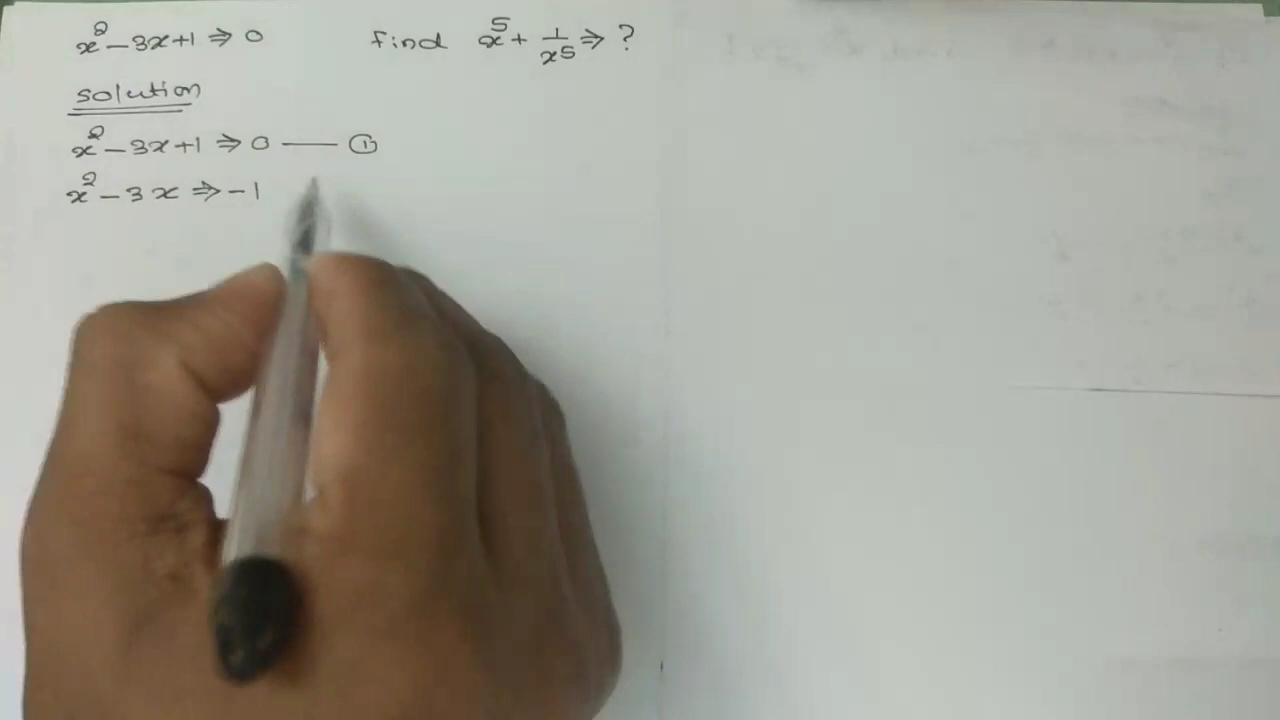 x² - 3x + 1 ⇒ 0 Find x⁵ + 1/x⁵ ⇒ ?
solution
x² - 3x + 1 ⇒ 0 — ①
x² - 3x ⇒ -1